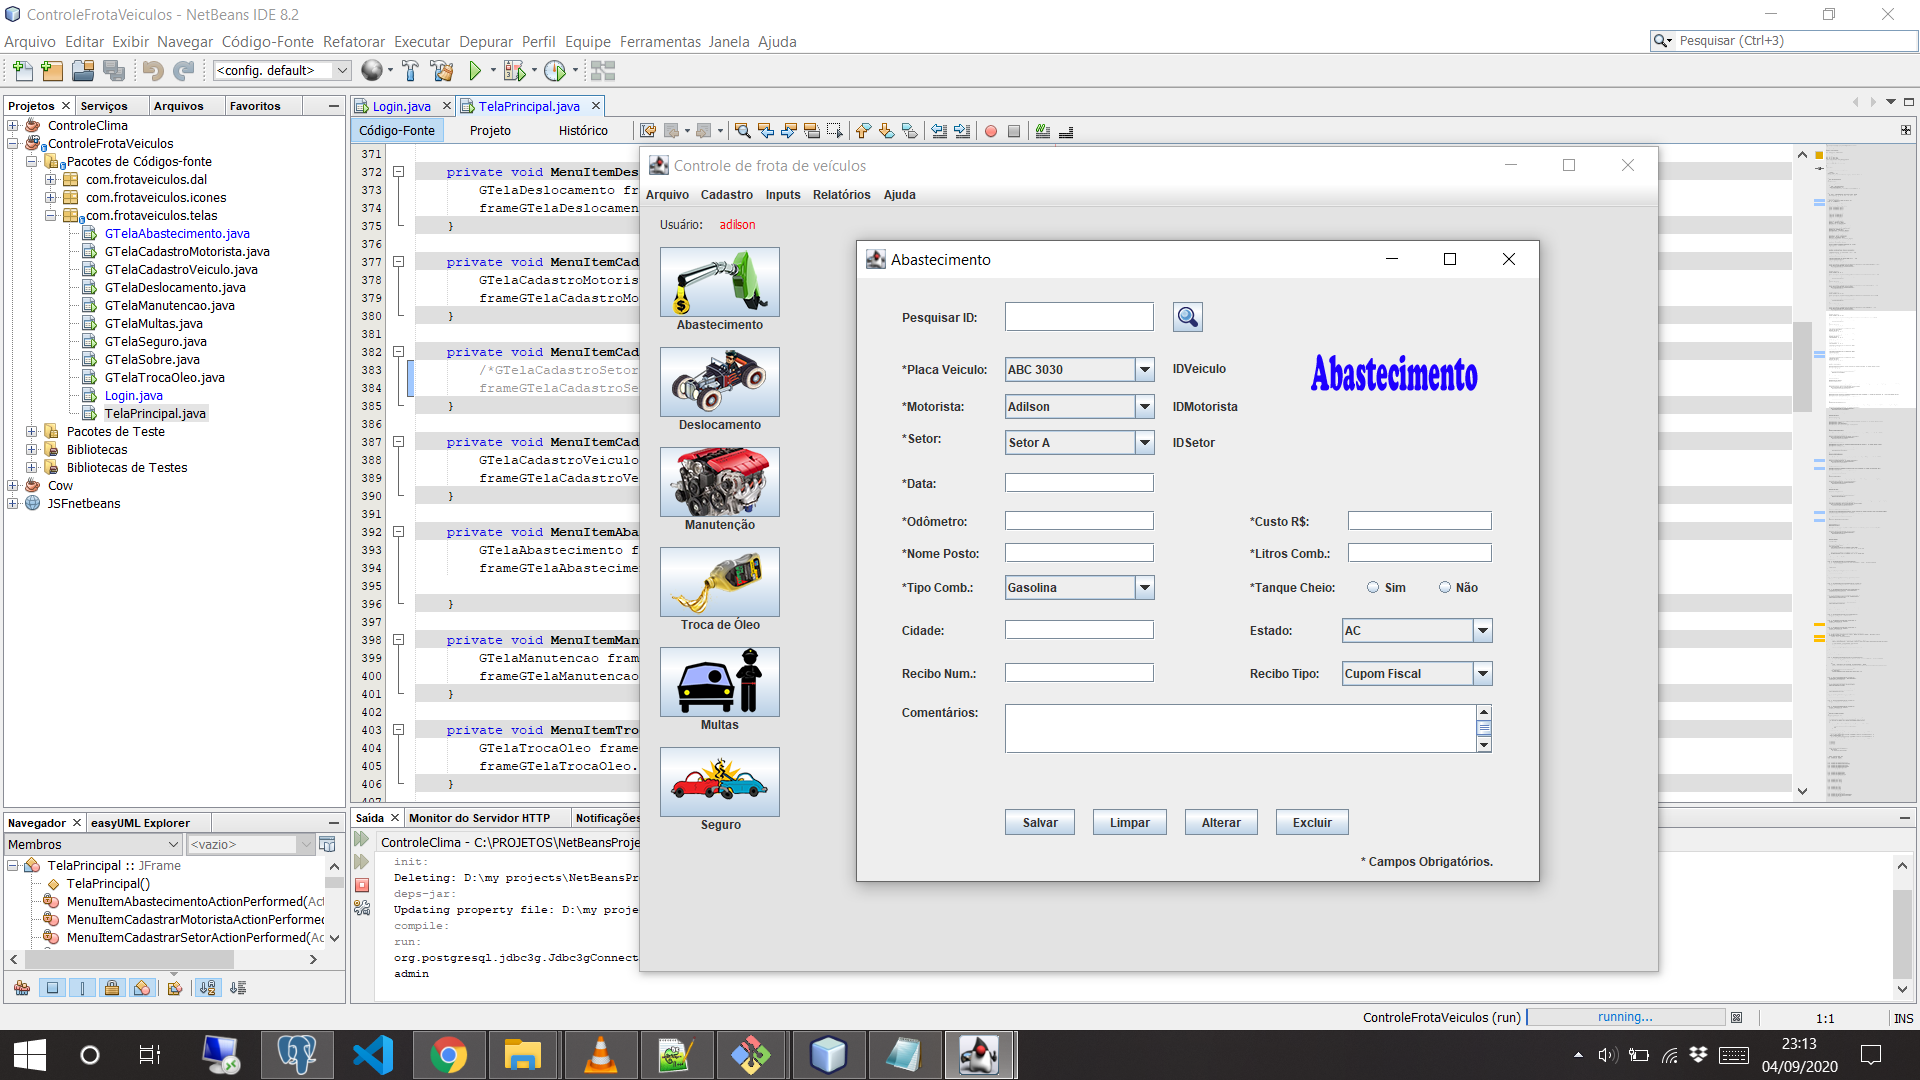 ControleFrotaVeiculos - NetBeans IDE 8.2
Arquivo Editar Exibir Navegar Código-Fonte Refatorar Executar Depurar Perfil Equipe Ferramentas Janela Ajuda
Pesquisar (Ctrl+3)
<config. default>
Projetos Serviços Arquivos Favoritos
ControleClima
ControleFrotaVeiculos
Pacotes de Códigos-fonte
com.frotaveiculos.dal
com.frotaveiculos.icones
com.frotaveiculos.telas
GTelaAbastecimento.java
GTelaCadastroMotorista.java
GTelaCadastroVeiculo.java
GTelaDeslocamento.java
GTelaManutencao.java
GTelaMultas.java
GTelaSeguro.java
GTelaSobre.java
GTelaTrocaOleo.java
Login.java
TelaPrincipal.java
Pacotes de Teste
Bibliotecas
Bibliotecas de Testes
Cow
JSFnetbeans
Login.java TelaPrincipal.java
Código-Fonte Projeto Histórico
371
372 private void MenuItemDes
373 GTelaDeslocamento fr
374 frameGTelaDeslocamen
375 }
376
377 private void MenuItemCad
378 GTelaCadastroMotoris
379 frameGTelaCadastroMo
380 }
381
382 private void MenuItemCad
383 /*GTelaCadastroSetor
384 frameGTelaCadastroSe
385 }
386
387 private void MenuItemCad
388 GTelaCadastroVeiculo
389 frameGTelaCadastroVe
390 }
391
392 private void MenuItemAba
393 GTelaAbastecimento f
394 frameGTelaAbastecime
395
396 }
397
398 private void MenuItemMan
399 GTelaManutencao fram
400 frameGTelaManutencao
401 }
402
403 private void MenuItemTro
404 GTelaTrocaOleo frame
405 frameGTelaTrocaOleo.
406 }
Controle de frota de veículos
Arquivo Cadastro Inputs Relatórios Ajuda
Usuário: adilson
Abastecimento
Deslocamento
Manutenção
Troca de Óleo
Multas
Seguro
Abastecimento
Pesquisar ID:
*Placa Veiculo: ABC 3030 IDVeiculo
Abastecimento
*Motorista: Adilson IDMotorista
*Setor: Setor A IDSetor
*Data:
*Odômetro: *Custo R$:
*Nome Posto: *Litros Comb.:
*Tipo Comb.: Gasolina *Tanque Cheio: Sim Não
Cidade: Estado: AC
Recibo Num.: Recibo Tipo: Cupom Fiscal
Comentários:
Salvar Limpar Alterar Excluir
* Campos Obrigatórios.
Navegador easyUML Explorer
Membros <vazio>
TelaPrincipal :: JFrame
TelaPrincipal()
MenuItemAbastecimentoActionPerformed(Ac
MenuItemCadastrarMotoristaActionPerformed
MenuItemCadastrarSetorActionPerformed(Ac
Saída Monitor do Servidor HTTP Notificações
ControleClima - C:\PROJETOS\NetBeansProje
init:
Deleting: D:\my projects\NetBeansPr
deps-jar:
Updating property file: D:\my proje
compile:
run:
org.postgresql.jdbc3g.Jdbc3gConnect
admin
ControleFrotaVeiculos (run) running... 1:1 INS
23:13
04/09/2020